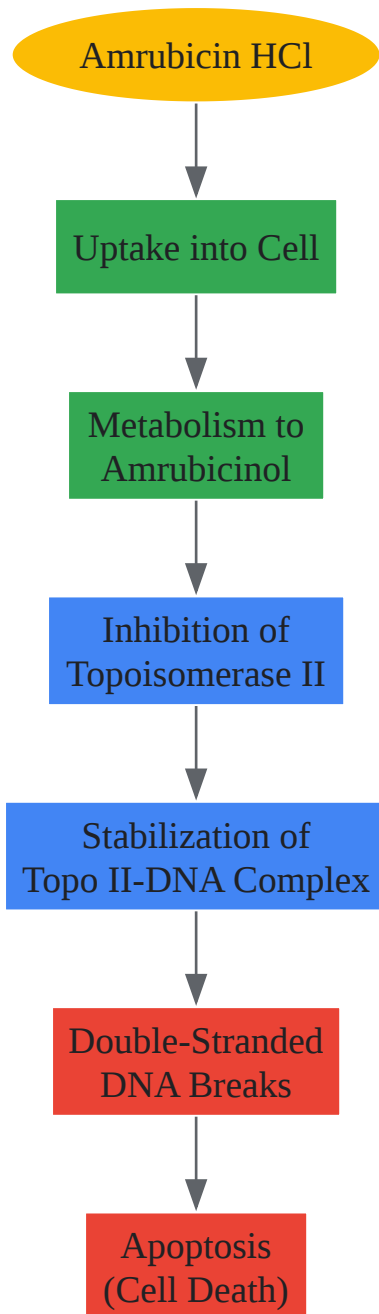 Amrubicin HCl
Uptake into Cell
Metabolism to
Amrubicinol
Inhibition of
Topoisomerase II
Stabilization of
Topo II-DNA Complex
Double-Stranded
DNA Breaks
Apoptosis
(Cell Death)